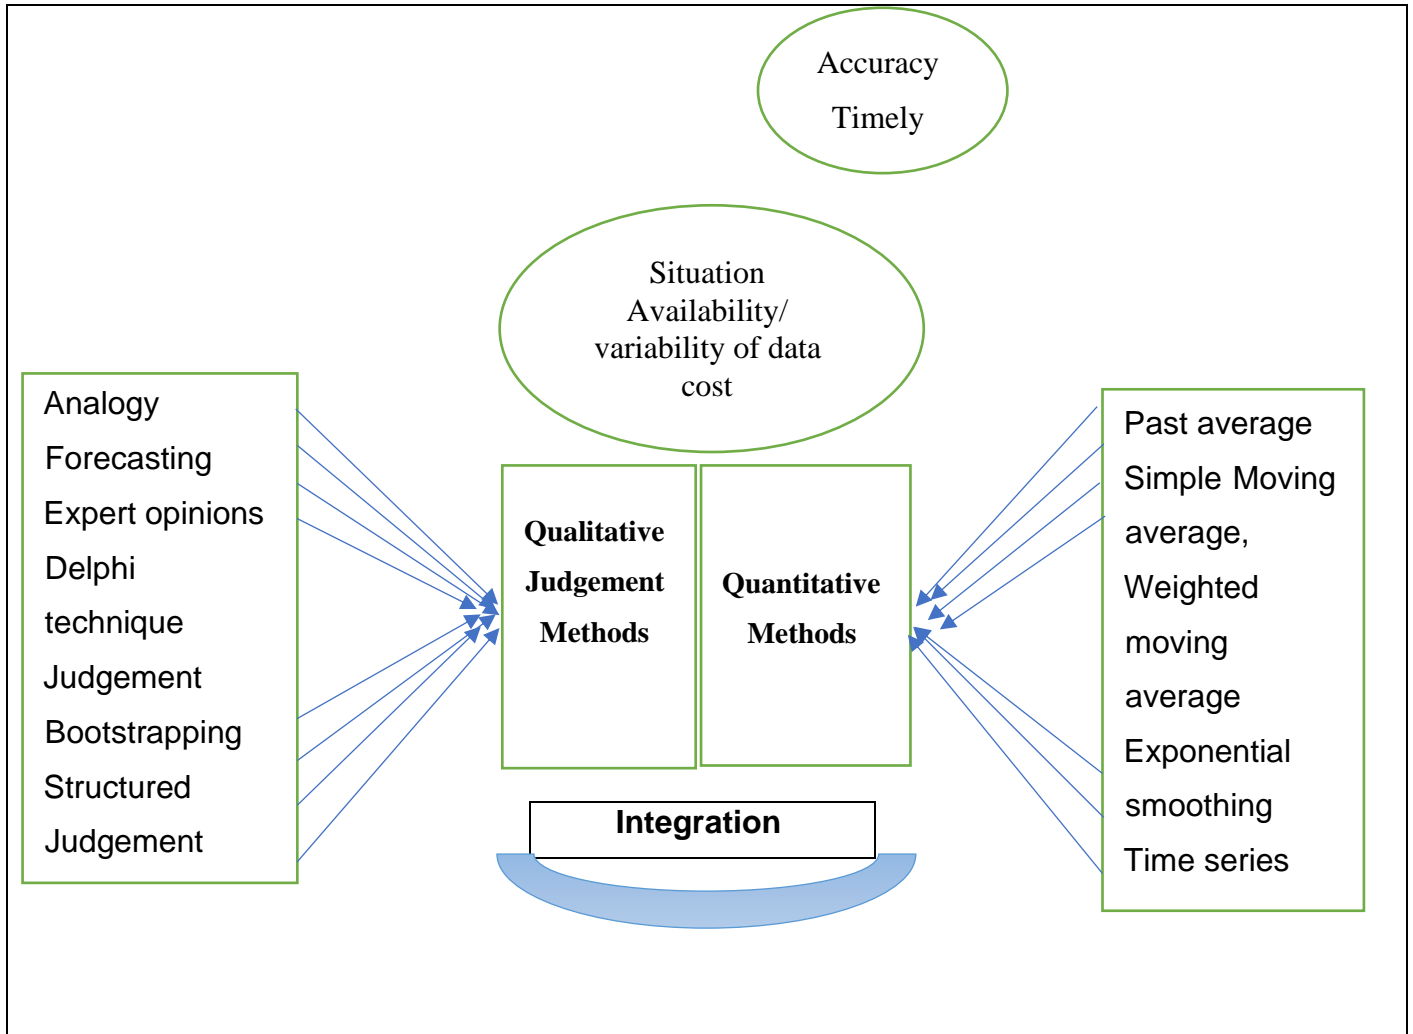 Accuracy
Timely
Situation
Availability/
variability of data
cost
Analogy
Forecasting
Expert opinions
Delphi
technique
Judgement
Bootstrapping
Structured
Judgement
Qualitative
Judgement
Methods
Quantitative
Methods
Past average
Simple Moving
average,
Weighted
moving
average
Exponential
smoothing
Time series
Integration